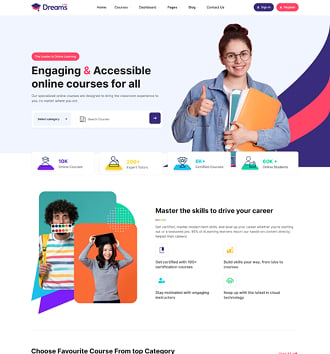 Dreams
Home
Courses
Dashboard
Pages
Blog
Contact Us
Sign In
Register
The Leader in Online Learning
Engaging & Accessible
online courses for all
Our specialized online courses are designed to bring the classroom experience to
you, no matter where you are.
Select category
Search Courses
10K
Online Courses
200+
Expert Tutors
6K+
Certified Courses
60K +
Online Students
Master the skills to drive your career
Get certified, master modern tech skills, and level up your career whether you're starting
out or a seasoned pro. 95% of eLearning learners report our hands-on content directly
helped their careers.
Get certified with 100+
certification courses
Build skills your way, from labs to
courses
Stay motivated with engaging
instructors
Keep up with the latest in cloud
technology
Choose Favourite Course From top Category